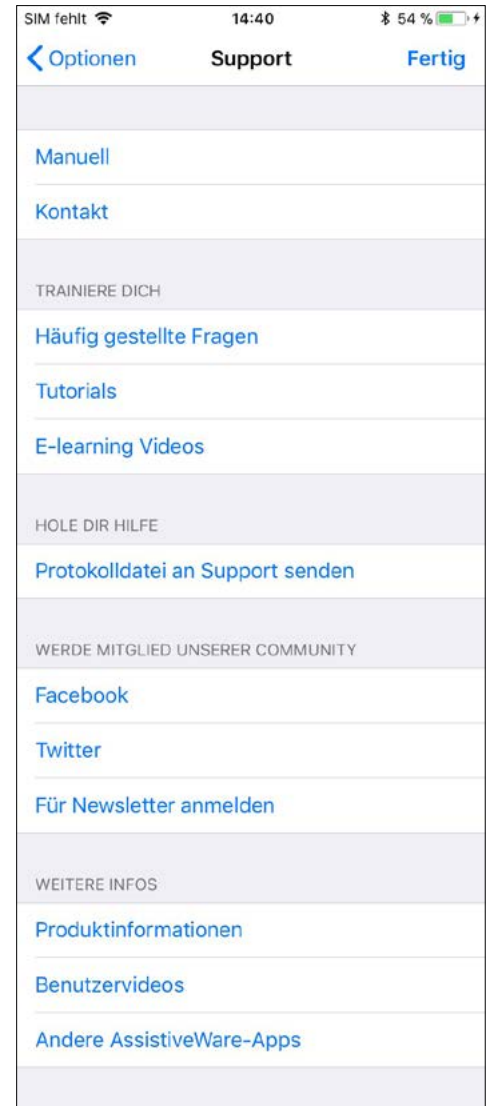 SIM fehlt 14:40 54 %
Optionen Support Fertig
Manuell
Kontakt
TRAINIERE DICH
Häufig gestellte Fragen
Tutorials
E-learning Videos
HOLE DIR HILFE
Protokolldatei an Support senden
WERDE MITGLIED UNSERER COMMUNITY
Facebook
Twitter
Für Newsletter anmelden
WEITERE INFOS
Produktinformationen
Benutzervideos
Andere AssistiveWare-Apps